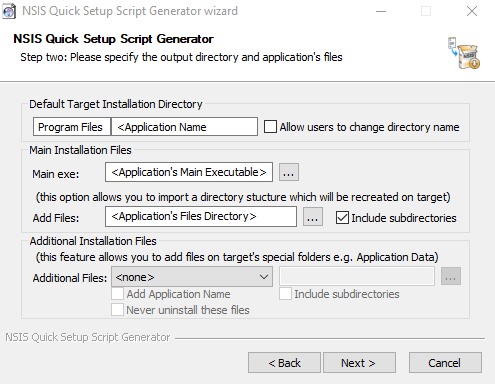 NSIS Quick Setup Script Generator wizard
NSIS Quick Setup Script Generator
Step two: Please specify the output directory and application's files
Default Target Installation Directory
Program Files <Application Name Allow users to change directory name
Main Installation Files
Main exe: <Application's Main Executable> ...
(this option allows you to import a directory stucture which will be recreated on target)
Add Files: <Application's Files Directory> ... Include subdirectories
Additional Installation Files
(this feature allows you to add files on target's special folders e.g. Application Data)
Additional Files: <none> ...
Add Application Name Include subdirectories
Never uninstall these files
NSIS Quick Setup Script Generator
< Back Next > Cancel